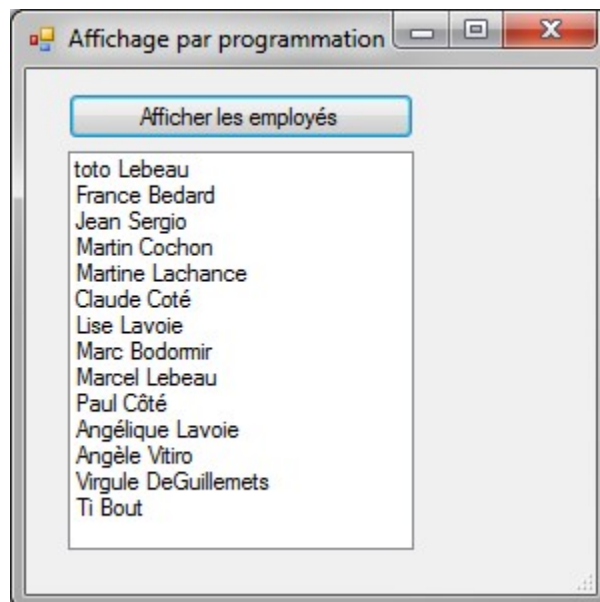 Affichage par programmation
Afficher les employés
toto Lebeau
France Bedard
Jean Sergio
Martin Cochon
Martine Lachance
Claude Coté
Lise Lavoie
Marc Bodormir
Marcel Lebeau
Paul Côté
Angélique Lavoie
Angèle Vitiro
Virgule DeGuillemets
Ti Bout